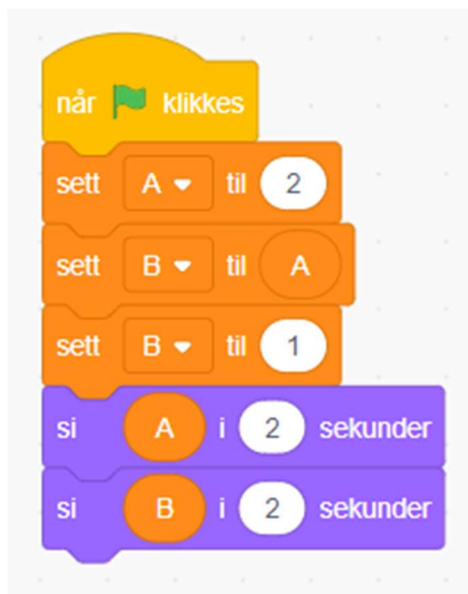 når klikkes
sett A til 2
sett B til A
sett B til 1
si A i 2 sekunder
si B i 2 sekunder